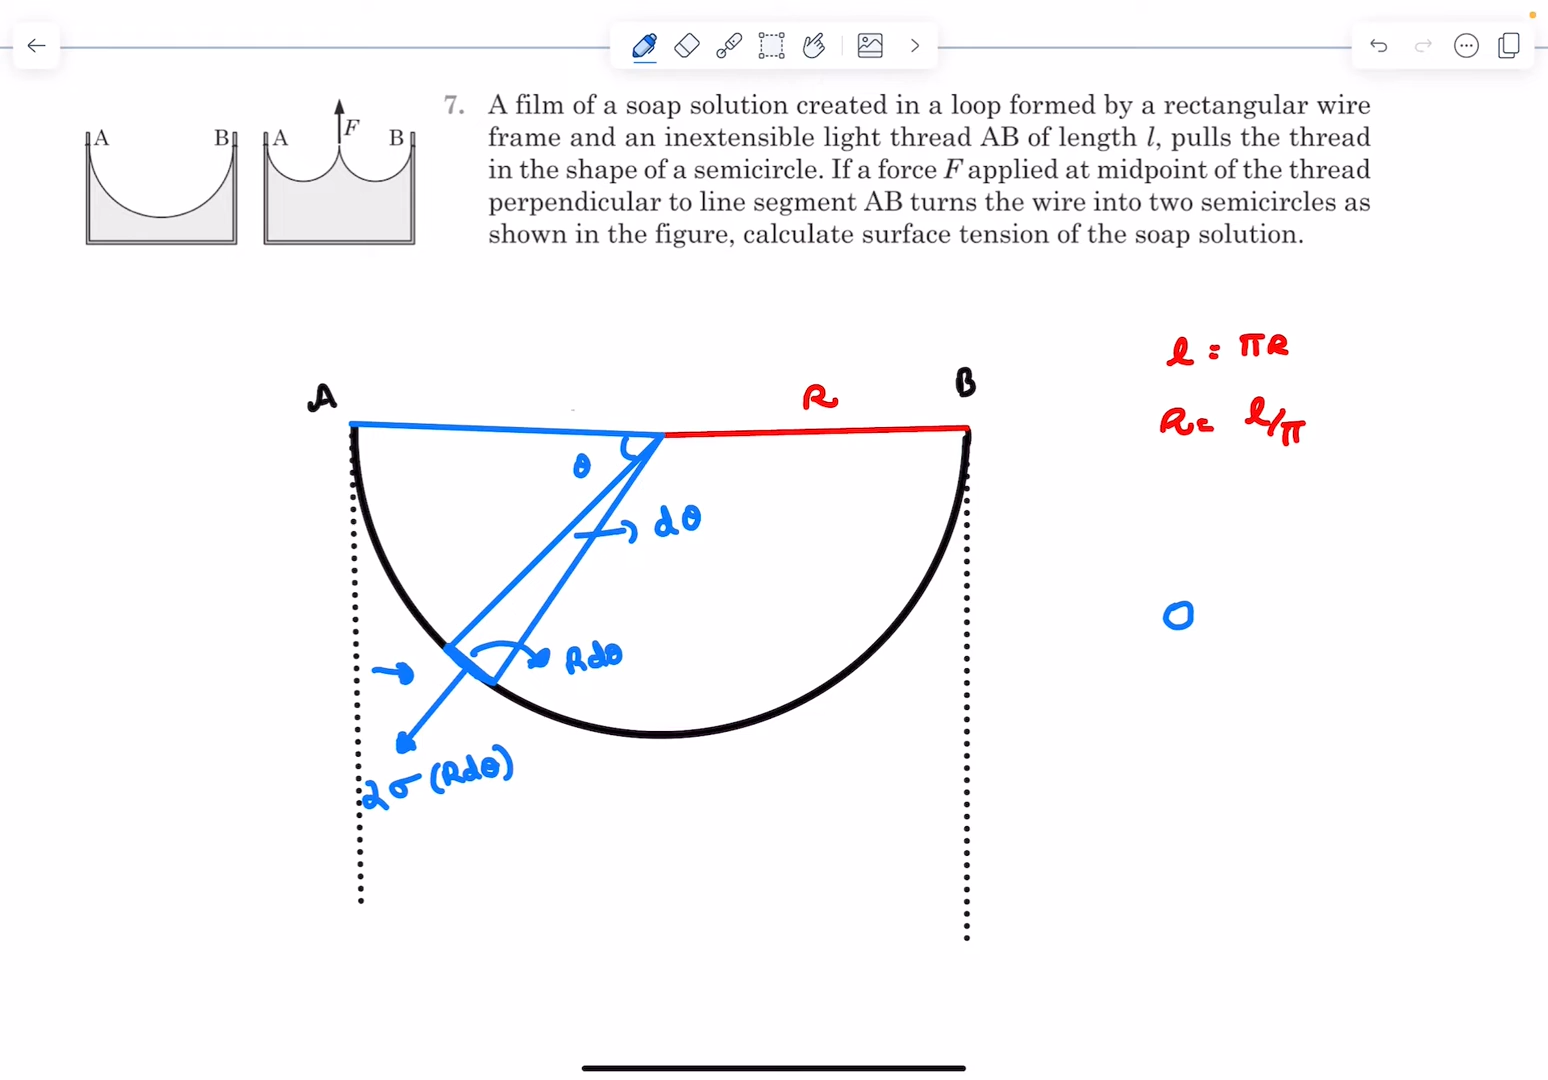 A B A F B
7. A film of a soap solution created in a loop formed by a rectangular wire
frame and an inextensible light thread AB of length l, pulls the thread
in the shape of a semicircle. If a force F applied at midpoint of the thread
perpendicular to line segment AB turns the wire into two semicircles as
shown in the figure, calculate surface tension of the soap solution.
l = πR
A R B
R = l/π
θ
dθ
Rdθ
2σ(Rdθ)